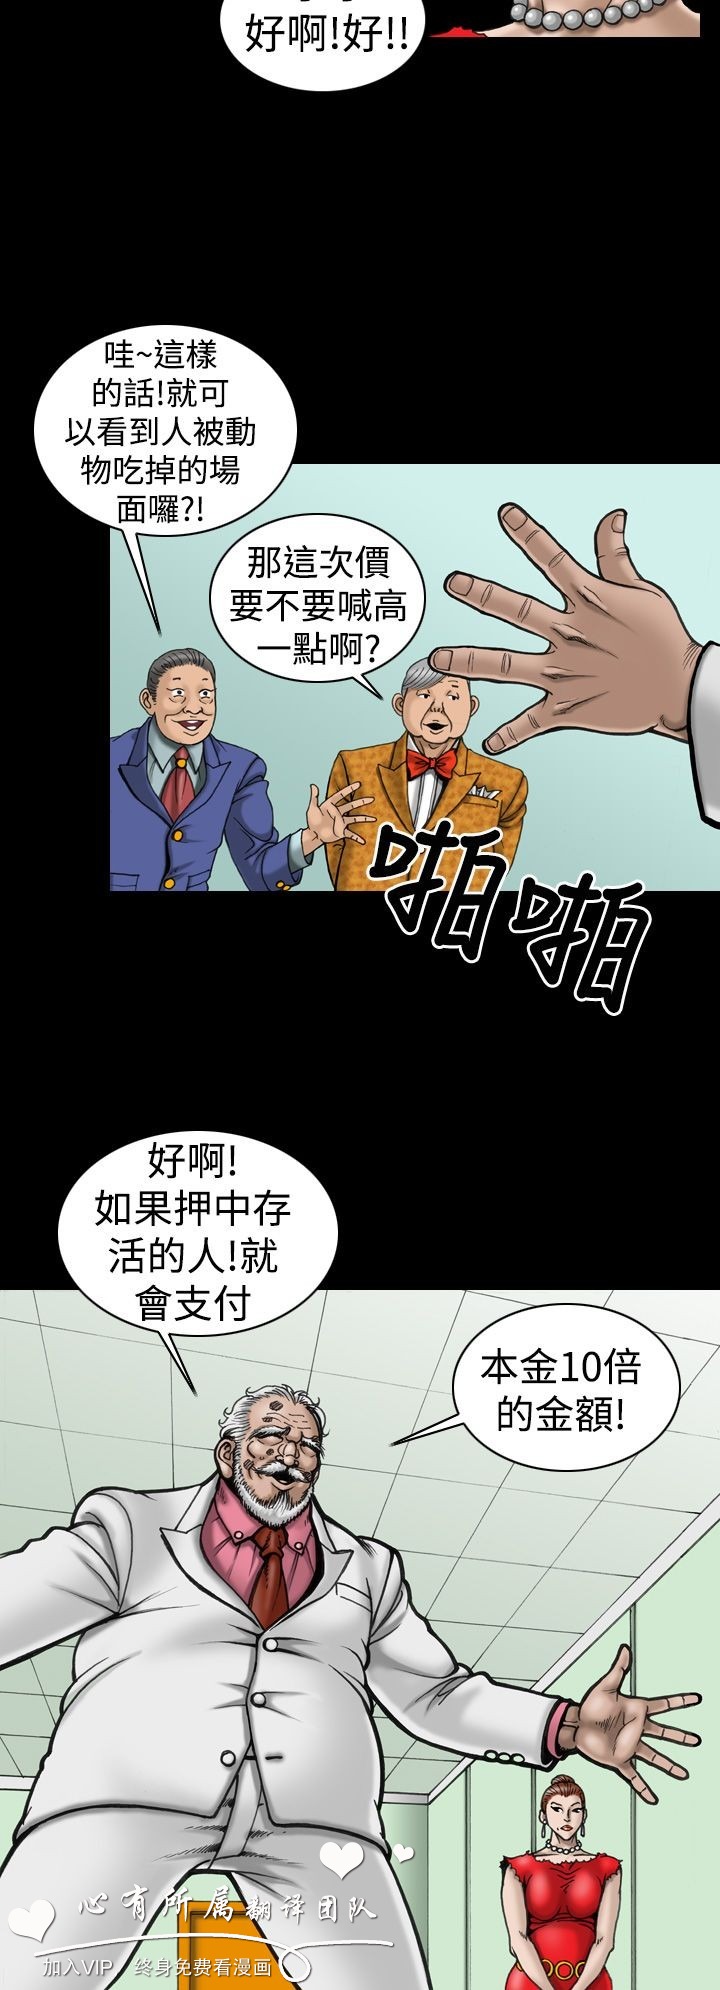 好啊!好!!
哇~這樣
的話!就可
以看到人被動
物吃掉的場
面囉?!
那這次價
要不要喊高
一點啊?
啪啪
好啊!
如果押中存
活的人!就
會支付
本金10倍
的金額!
心有所属翻译团队
加入VIP，终身免费看漫画